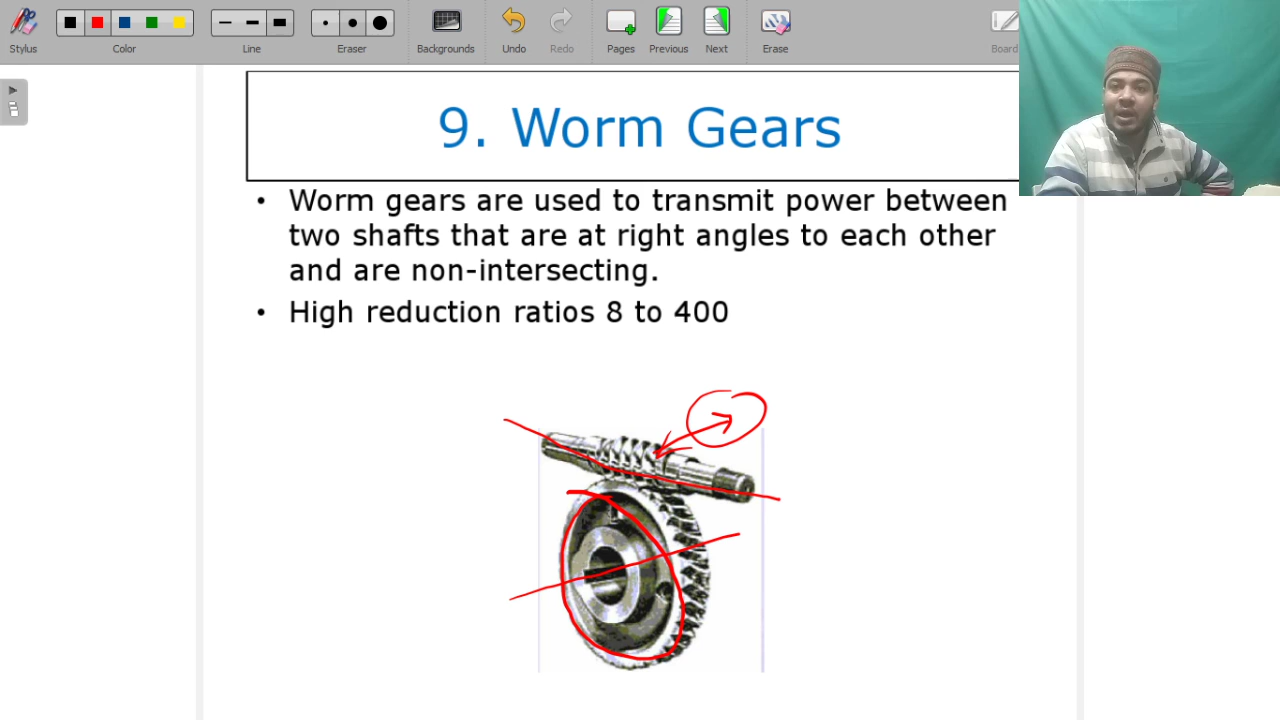 Stylus
Color
Line
Eraser
Backgrounds
Undo
Redo
Pages
Previous
Next
Erase
Board
9. Worm Gears
• Worm gears are used to transmit power between
two shafts that are at right angles to each other
and are non-intersecting.
• High reduction ratios 8 to 400